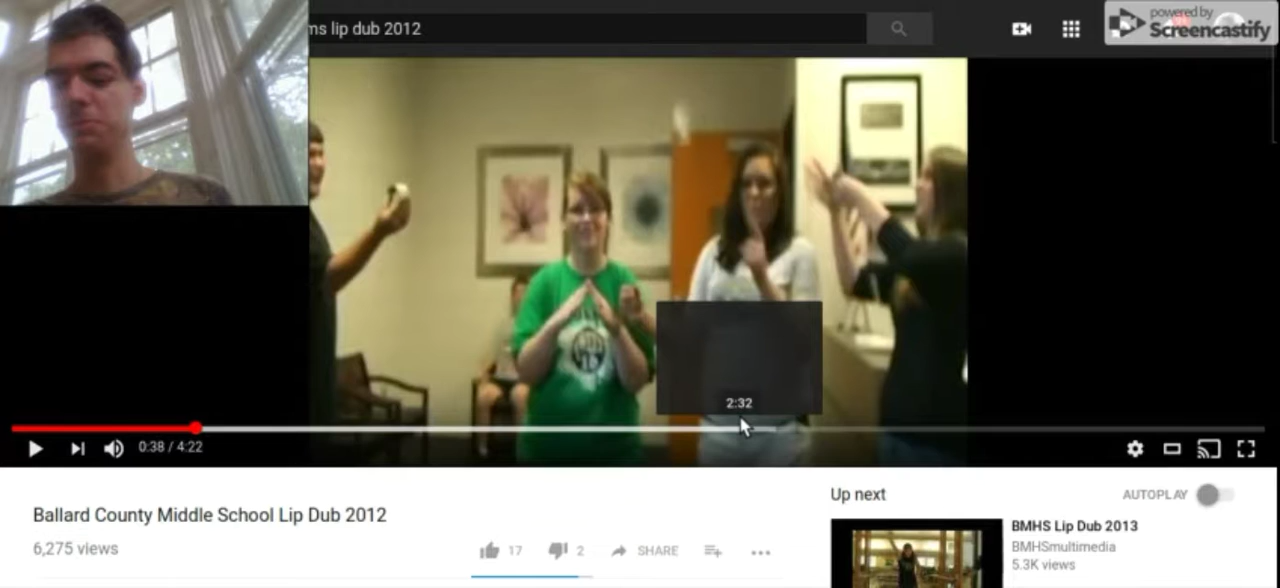 ms lip dub 2012
powered by
Screencastify
2:32
0:38 / 4:22
Ballard County Middle School Lip Dub 2012
6,275 views
17
2
SHARE
Up next
AUTOPLAY
BMHS Lip Dub 2013
BMHSmultimedia
5.3K views